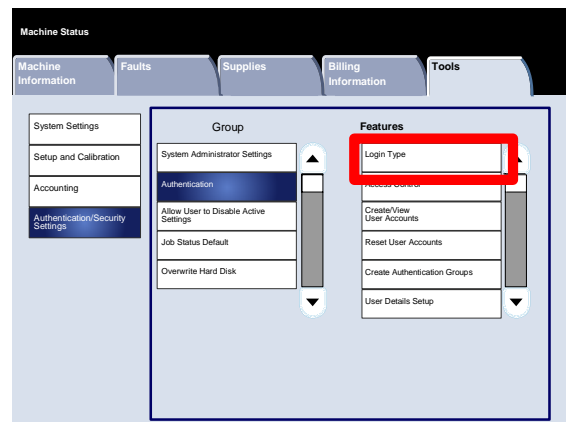 Machine Status
Machine
Information
Faults
Supplies
Billing
Information
Tools
System Settings
Setup and Calibration
Accounting
Authentication/Security
Settings
Group
System Administrator Settings
Authentication
Allow User to Disable Active
Settings
Job Status Default
Overwrite Hard Disk
Features
Login Type
Access Control
Create/View
User Accounts
Reset User Accounts
Create Authentication Groups
User Details Setup